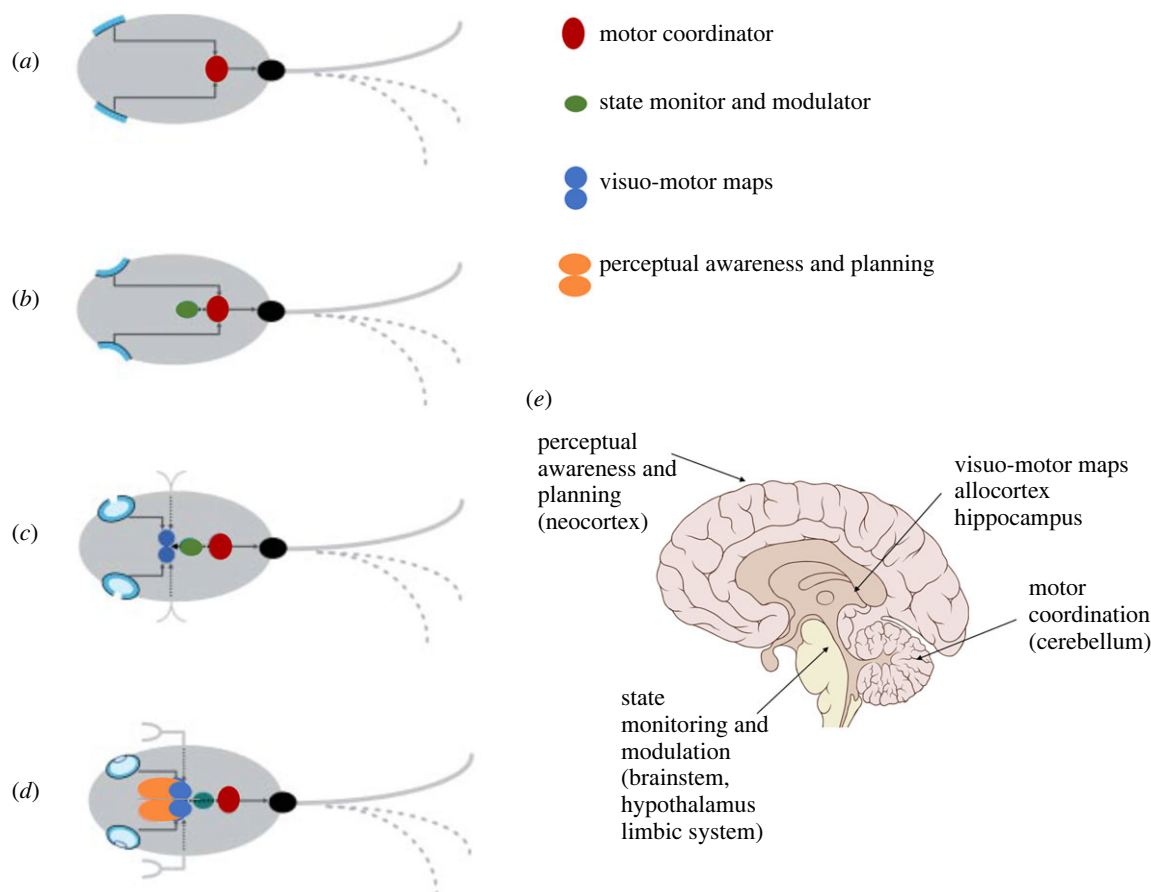 (a)
motor coordinator
state monitor and modulator
visuo-motor maps
(b)
perceptual awareness and planning
(e)
perceptual
awareness and
planning
(neocortex)
visuo-motor maps
allocortex
hippocampus
(c)
motor
coordination
(cerebellum)
state
monitoring and
modulation
(brainstem,
hypothalamus
limbic system)
(d)